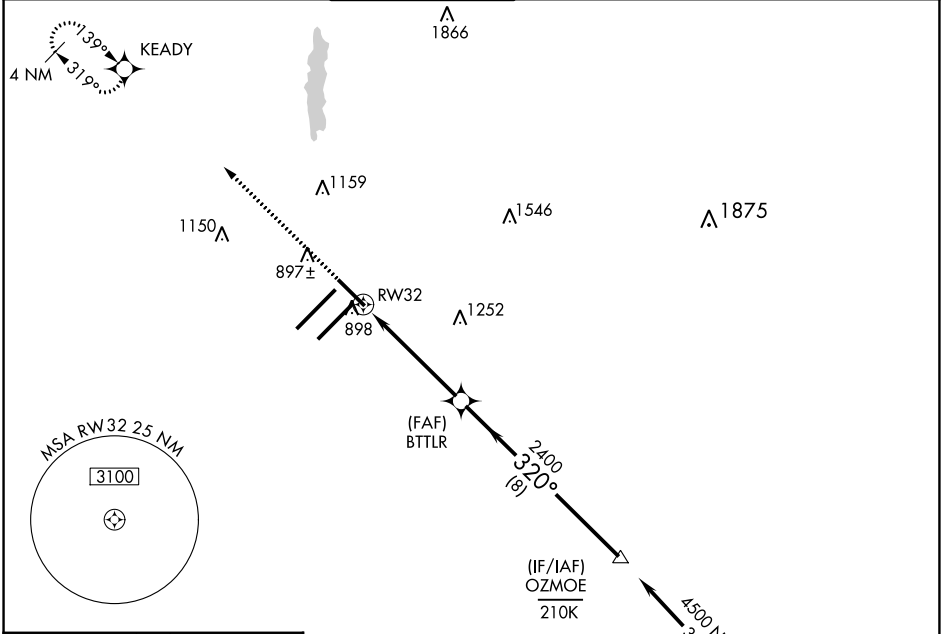 1866
139°
KEADY
4 NM
319°
1159
1546
1875
1150
897±
RW32
898
1252
(FAF)
BTTLR
MSA RW32 25 NM
3100
2400
320°
(8)
(IF/IAF)
OZMOE
210K
4500